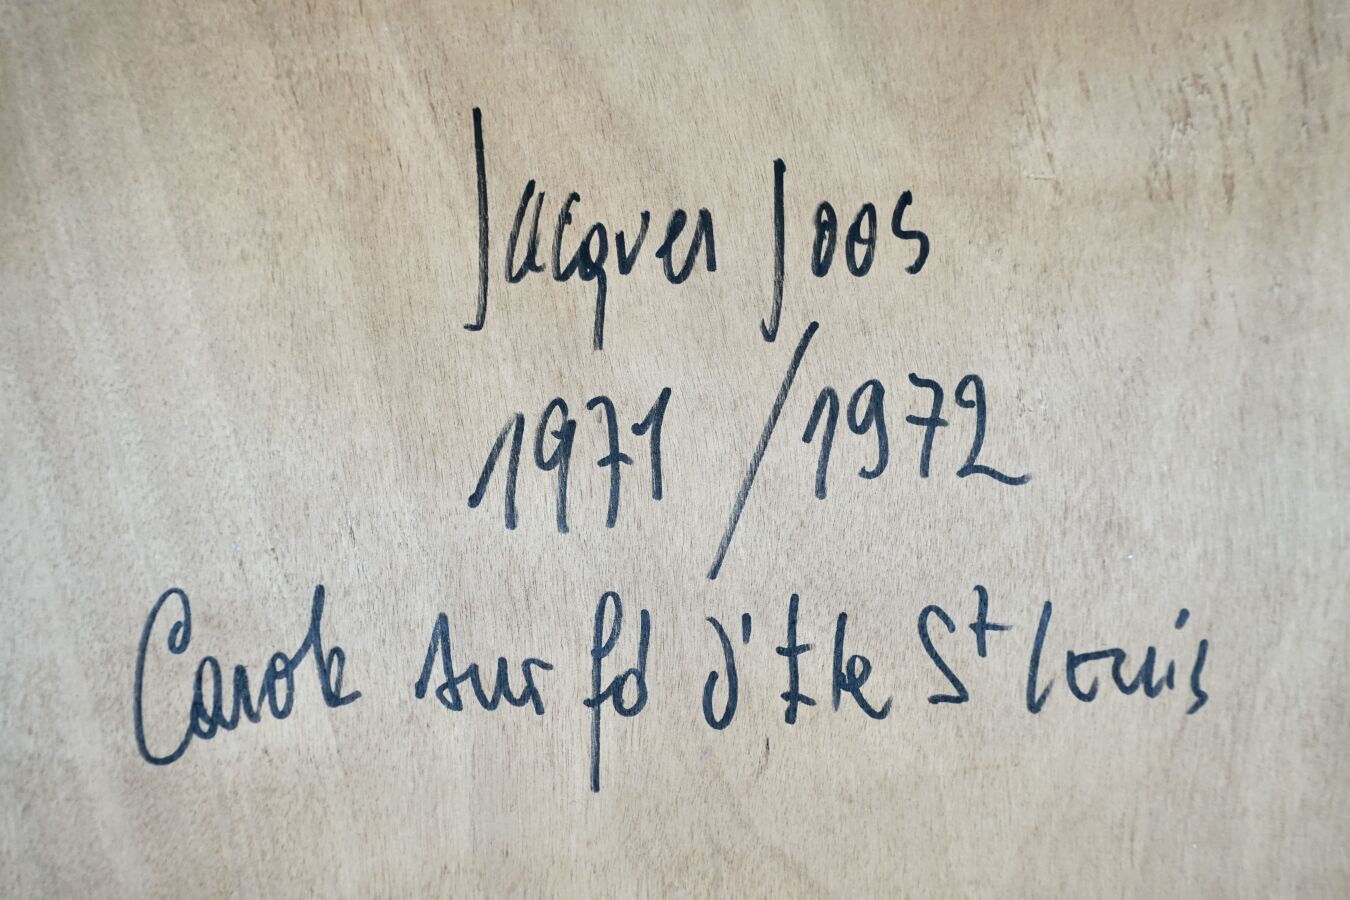 Jacques Joos
1971 / 1972
Carole sur fd d'Ile St Louis